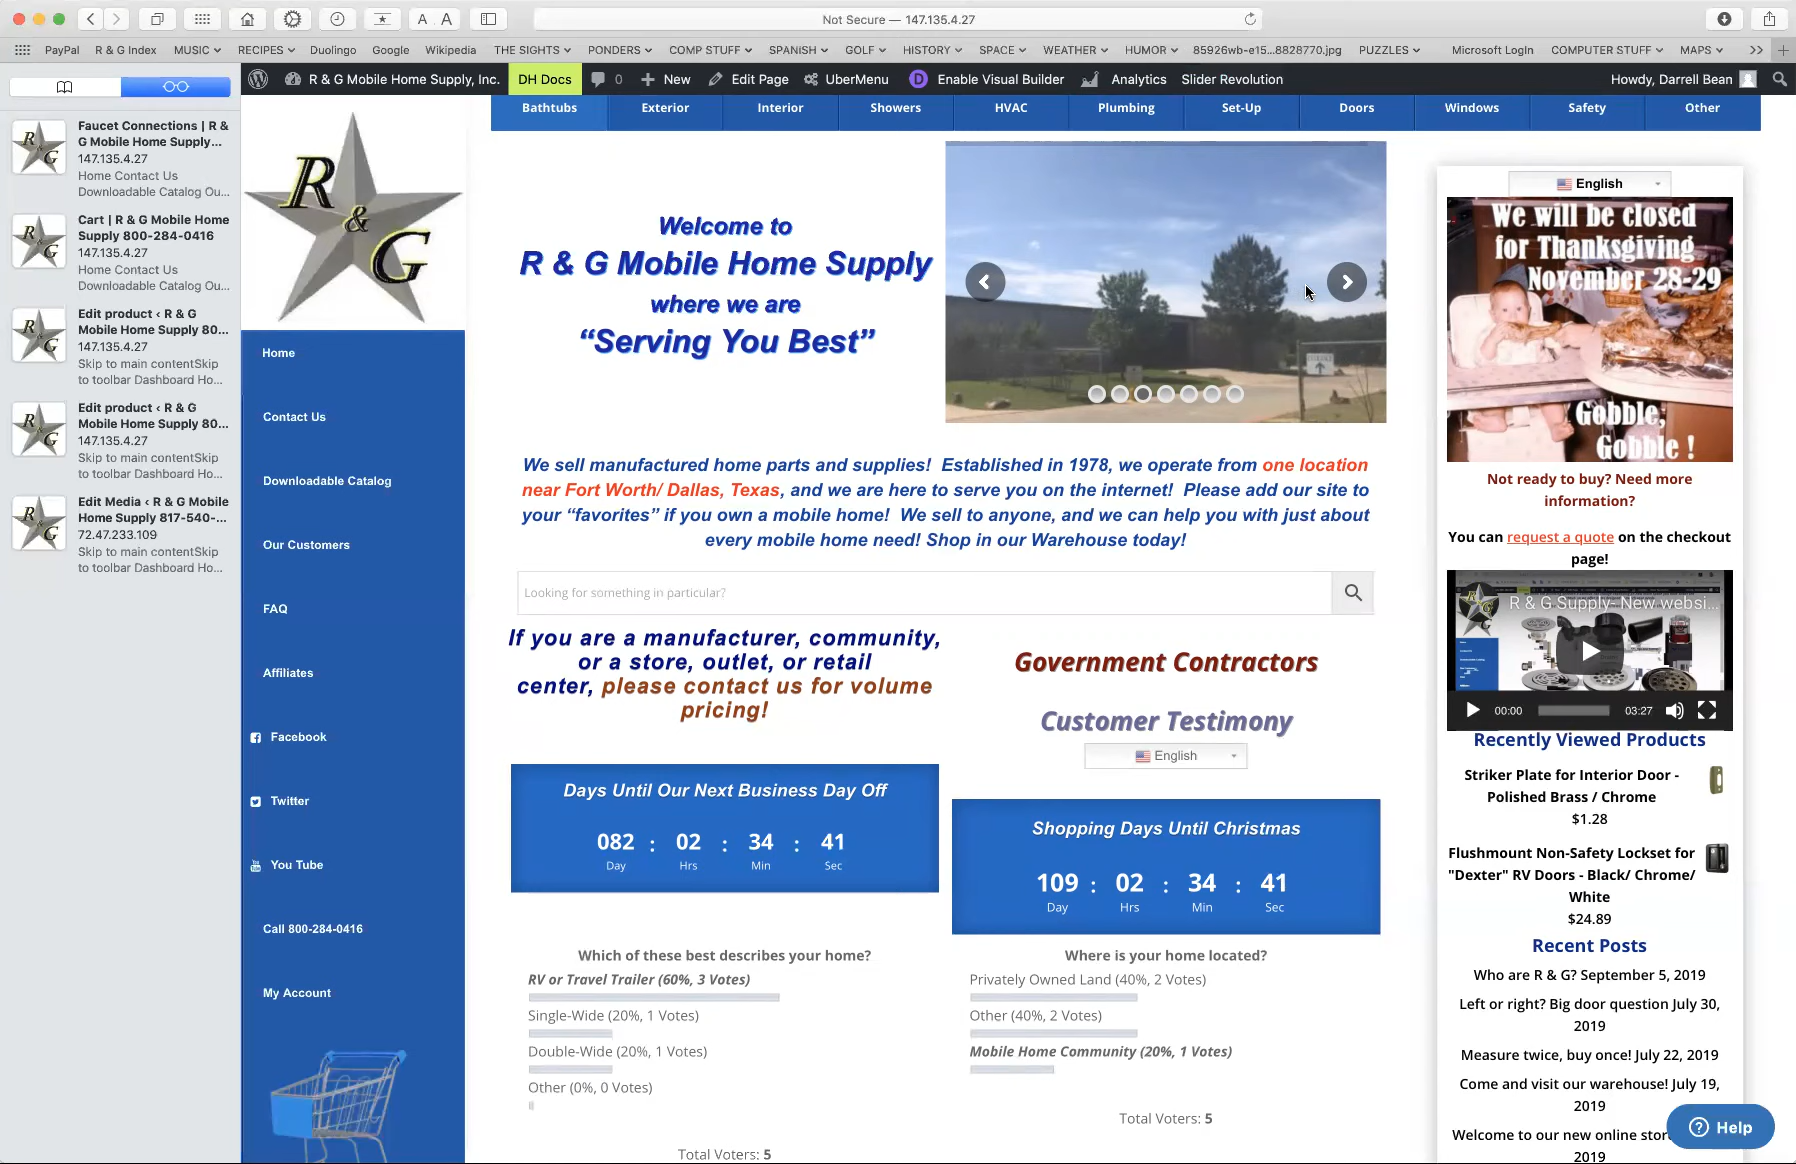 Not Secure — 147.135.4.27
A A
PayPal R & G Index MUSIC RECIPES Duolingo Google Wikipedia THE SIGHTS PONDERS COMP STUFF SPANISH GOLF HISTORY SPACE WEATHER HUMOR 85926wb-e15...8828770.jpg PUZZLES Microsoft LogIn COMPUTER STUFF MAPS
R & G Mobile Home Supply, Inc. DH Docs 0 New Edit Page UberMenu D Enable Visual Builder Analytics Slider Revolution Howdy, Darrell Bean
Faucet Connections | R &
G Mobile Home Supply...
147.135.4.27
Home Contact Us
Downloadable Catalog Ou...
Cart | R & G Mobile Home
Supply 800-284-0416
147.135.4.27
Home Contact Us
Downloadable Catalog Ou...
Edit product ‹ R & G
Mobile Home Supply 80...
147.135.4.27
Skip to main contentSkip
to toolbar Dashboard Ho...
Edit product ‹ R & G
Mobile Home Supply 80...
147.135.4.27
Skip to main contentSkip
to toolbar Dashboard Ho...
Edit Media ‹ R & G Mobile
Home Supply 817-540-...
72.47.233.109
Skip to main contentSkip
to toolbar Dashboard Ho...
R & G
Home
Contact Us
Downloadable Catalog
Our Customers
FAQ
Affiliates
Facebook
Twitter
You Tube
Call 800-284-0416
My Account
Bathtubs Exterior Interior Showers HVAC Plumbing Set-Up Doors Windows Safety Other
Welcome to
R & G Mobile Home Supply
where we are
“Serving You Best”
We sell manufactured home parts and supplies! Established in 1978, we operate from one location
near Fort Worth/ Dallas, Texas, and we are here to serve you on the internet! Please add our site to
your “favorites” if you own a mobile home! We sell to anyone, and we can help you with just about
every mobile home need! Shop in our Warehouse today!
Looking for something in particular?
If you are a manufacturer, community,
or a store, outlet, or retail
center, please contact us for volume
pricing!
Government Contractors
Customer Testimony
English
Days Until Our Next Business Day Off
082 : 02 : 34 : 41
Day Hrs Min Sec
Shopping Days Until Christmas
109 : 02 : 34 : 41
Day Hrs Min Sec
Which of these best describes your home?
RV or Travel Trailer (60%, 3 Votes)
Single-Wide (20%, 1 Votes)
Double-Wide (20%, 1 Votes)
Other (0%, 0 Votes)
Total Voters: 5
Where is your home located?
Privately Owned Land (40%, 2 Votes)
Other (40%, 2 Votes)
Mobile Home Community (20%, 1 Votes)
Total Voters: 5
English
We will be closed
for Thanksgiving
November 28-29
Gobble,
Gobble !
Not ready to buy? Need more
information?
You can request a quote on the checkout
page!
R & G Supply- New websi...
00:00 03:27
Recently Viewed Products
Striker Plate for Interior Door -
Polished Brass / Chrome
$1.28
Flushmount Non-Safety Lockset for
"Dexter" RV Doors - Black/ Chrome/
White
$24.89
Recent Posts
Who are R & G? September 5, 2019
Left or right? Big door question July 30,
2019
Measure twice, buy once! July 22, 2019
Come and visit our warehouse! July 19,
2019
Welcome to our new online stor
2019
Help